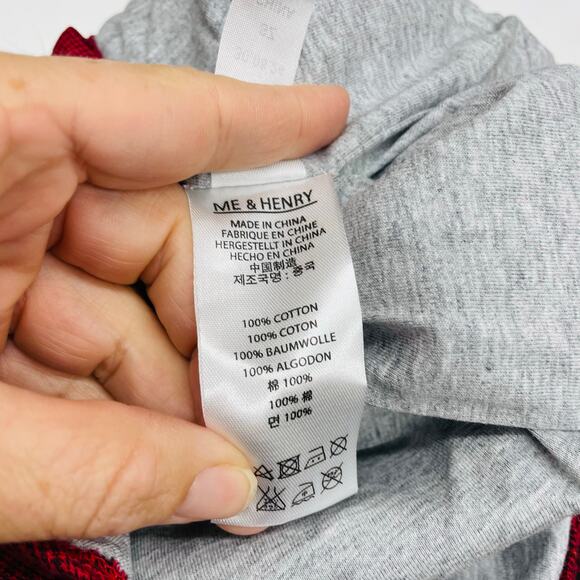 ME & HENRY
MADE IN CHINA
FABRIQUE EN CHINE
HERGESTELLT IN CHINA
HECHO EN CHINA
中国制造
제조국명 : 중국
100% COTTON
100% COTON
100% BAUMWOLLE
100% ALGODON
棉 100%
100% 棉
면 100%